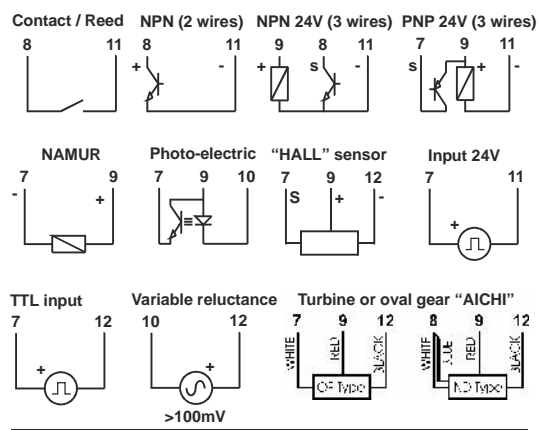 Contact / Reed NPN (2 wires) NPN 24V (3 wires) PNP 24V (3 wires)
8 11 8 11 9 8 11 7 9 11
+ - + s - s + -
NAMUR Photo-electric “HALL” sensor Input 24V
7 9 7 9 10 7 9 12 7 11
- + S + - +
TTL input Variable reluctance Turbine or oval gear “AICHI”
7 12 10 12 7 9 12 8 9 12
WHITE RED BLACK WHITE BLUE RED BLACK
+ + OF Type ND Type
>100mV